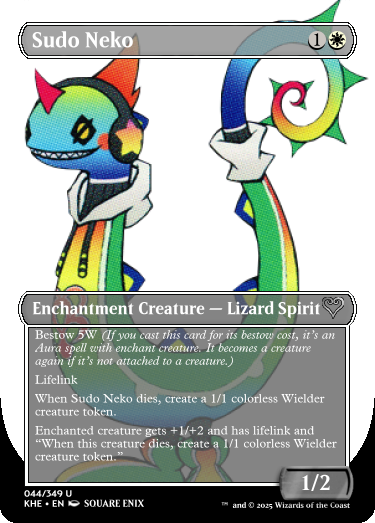 Sudo Neko
1
Enchantment Creature — Lizard Spirit
Bestow 5W (If you cast this card for its bestow cost, it's an
Aura spell with enchant creature. It becomes a creature
again if it's not attached to a creature.)
Lifelink
When Sudo Neko dies, create a 1/1 colorless Wielder
creature token.
Enchanted creature gets +1/+2 and has lifelink and
“When this creature dies, create a 1/1 colorless Wielder
creature token.”
1/2
044/349 U
KHE • EN SQUARE ENIX
™ and © 2025 Wizards of the Coast